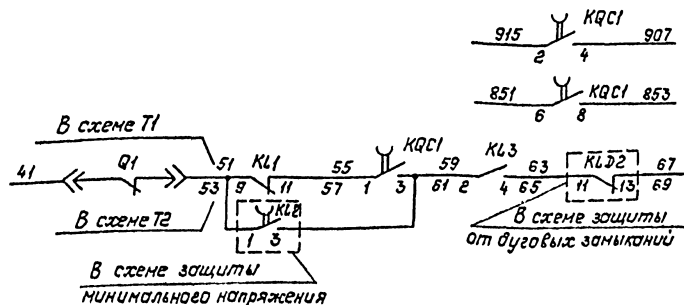 915 KQC1 907
2 4
851 KQC1 853
6 8
В схеме Т1
41 Q1 51 KL1 55 KQC1 59 KL3 63 KLD2 67
53 9 11 57 1 3 61 2 4 65 11 13 69
В схеме Т2
1 3
В схеме защиты
от дуговых замыканий
В схеме защиты
минимального напряжения